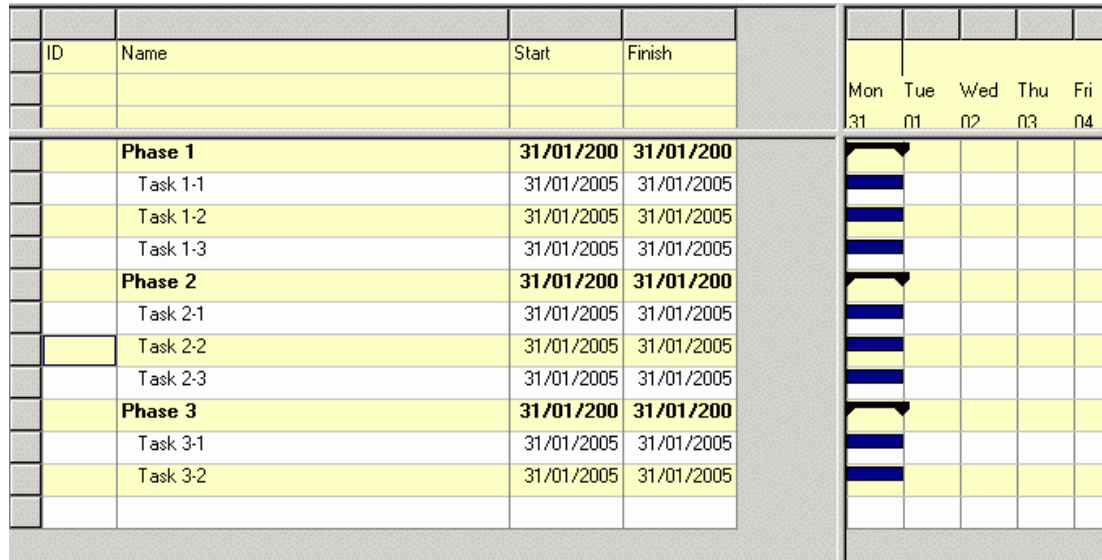 ID Name Start Finish
Mon Tue Wed Thu Fri
31 01 02 03 04
Phase 1 31/01/200 31/01/200
Task 1-1 31/01/2005 31/01/2005
Task 1-2 31/01/2005 31/01/2005
Task 1-3 31/01/2005 31/01/2005
Phase 2 31/01/200 31/01/200
Task 2-1 31/01/2005 31/01/2005
Task 2-2 31/01/2005 31/01/2005
Task 2-3 31/01/2005 31/01/2005
Phase 3 31/01/200 31/01/200
Task 3-1 31/01/2005 31/01/2005
Task 3-2 31/01/2005 31/01/2005